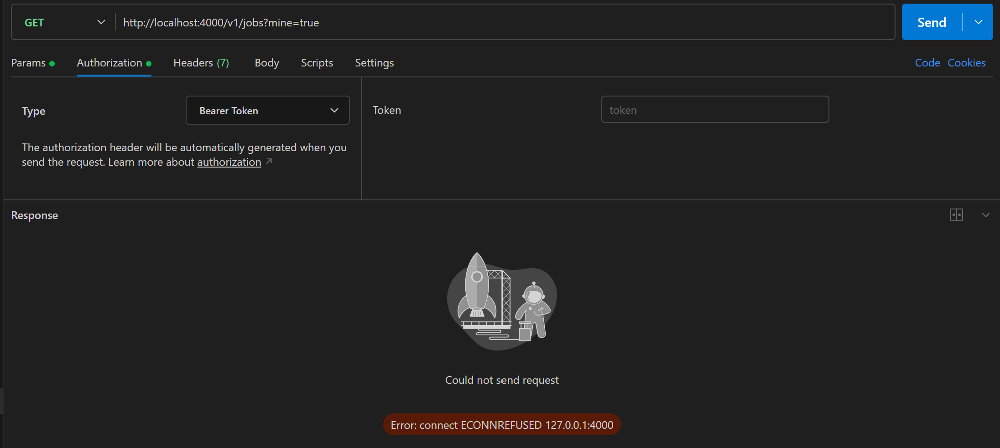 GET http://localhost:4000/v1/jobs?mine=true Send
Params Authorization Headers (7) Body Scripts Settings Code Cookies
Type Bearer Token
The authorization header will be automatically generated when you
send the request. Learn more about authorization
Token token
Response
Could not send request
Error: connect ECONNREFUSED 127.0.0.1:4000